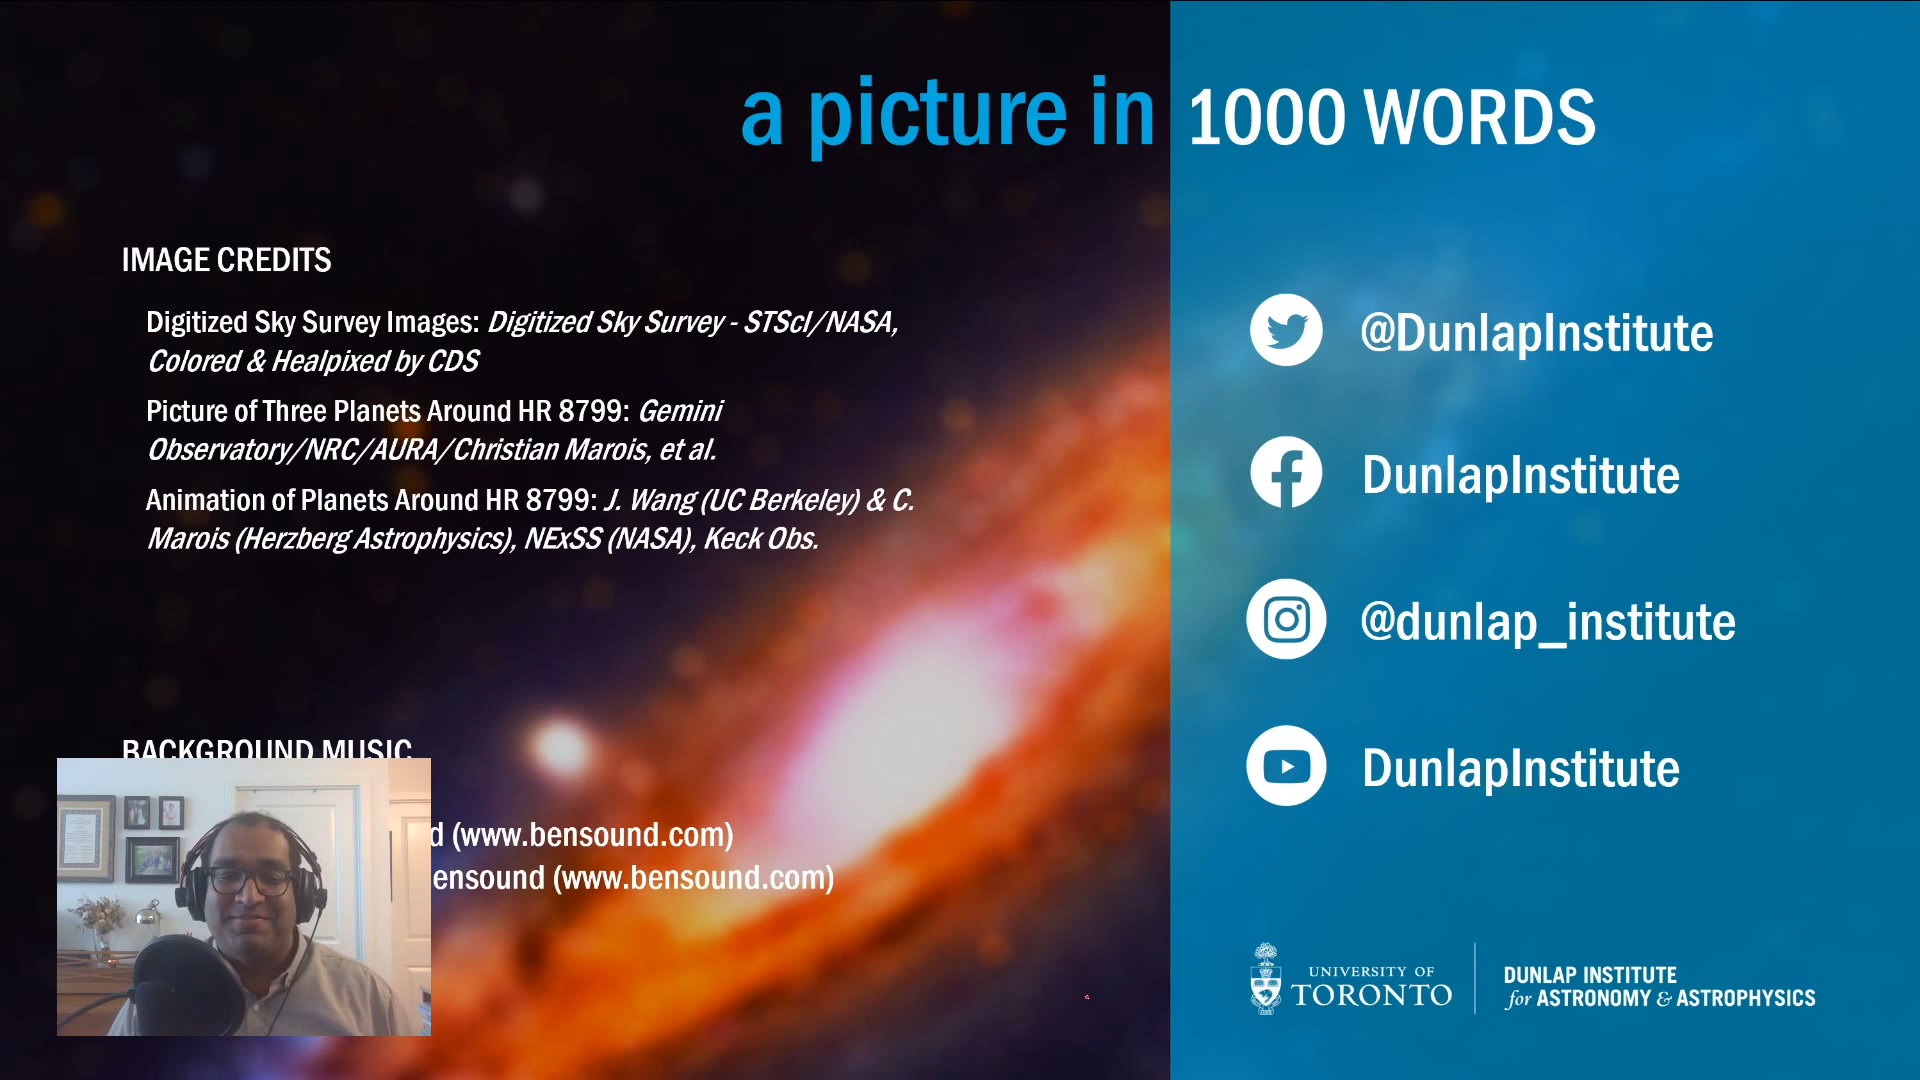 a picture in 1000 WORDS
IMAGE CREDITS
Digitized Sky Survey Images: Digitized Sky Survey - STScI/NASA,
Colored & Healpixed by CDS
Picture of Three Planets Around HR 8799: Gemini
Observatory/NRC/AURA/Christian Marois, et al.
Animation of Planets Around HR 8799: J. Wang (UC Berkeley) & C.
Marois (Herzberg Astrophysics), NExSS (NASA), Keck Obs.
BACKGROUND MUSIC
(www.bensound.com)
ensound (www.bensound.com)
@DunlapInstitute
DunlapInstitute
@dunlap_institute
DunlapInstitute
UNIVERSITY OF
TORONTO
DUNLAP INSTITUTE
for ASTRONOMY & ASTROPHYSICS